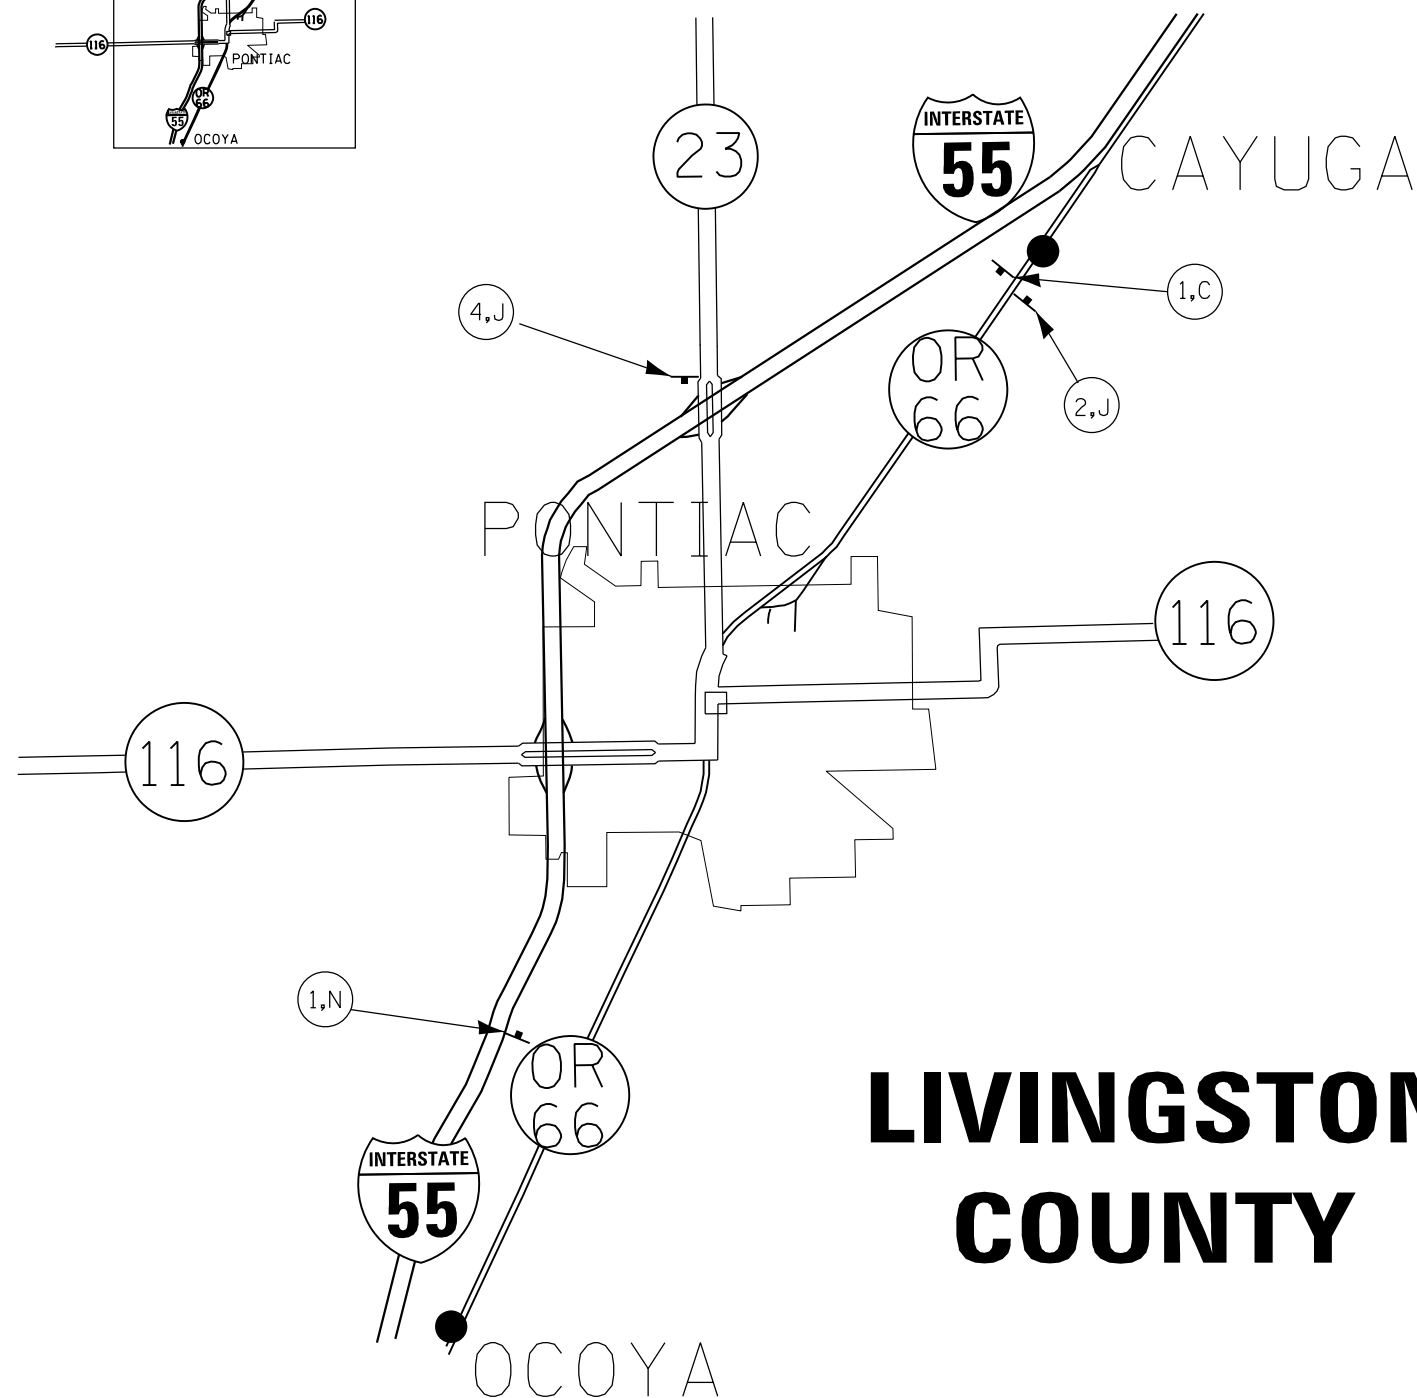 116
116
PONTIAC
OR
66
55
OCOYA
23
INTERSTATE
55
CAYUGA
1,C
4,J
OR
66
2,J
PONTIAC
116
116
1,N
OR
66
LIVINGSTON
COUNTY
INTERSTATE
55
OCOYA